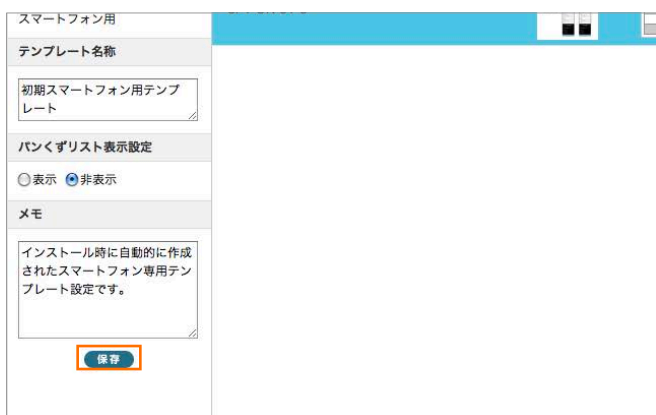 スマートフォン用
テンプレート名称
初期スマートフォン用テンプ
レート
パンくずリスト表示設定
表示 非表示
メモ
インストール時に自動的に作成
されたスマートフォン専用テン
プレート設定です。
保存